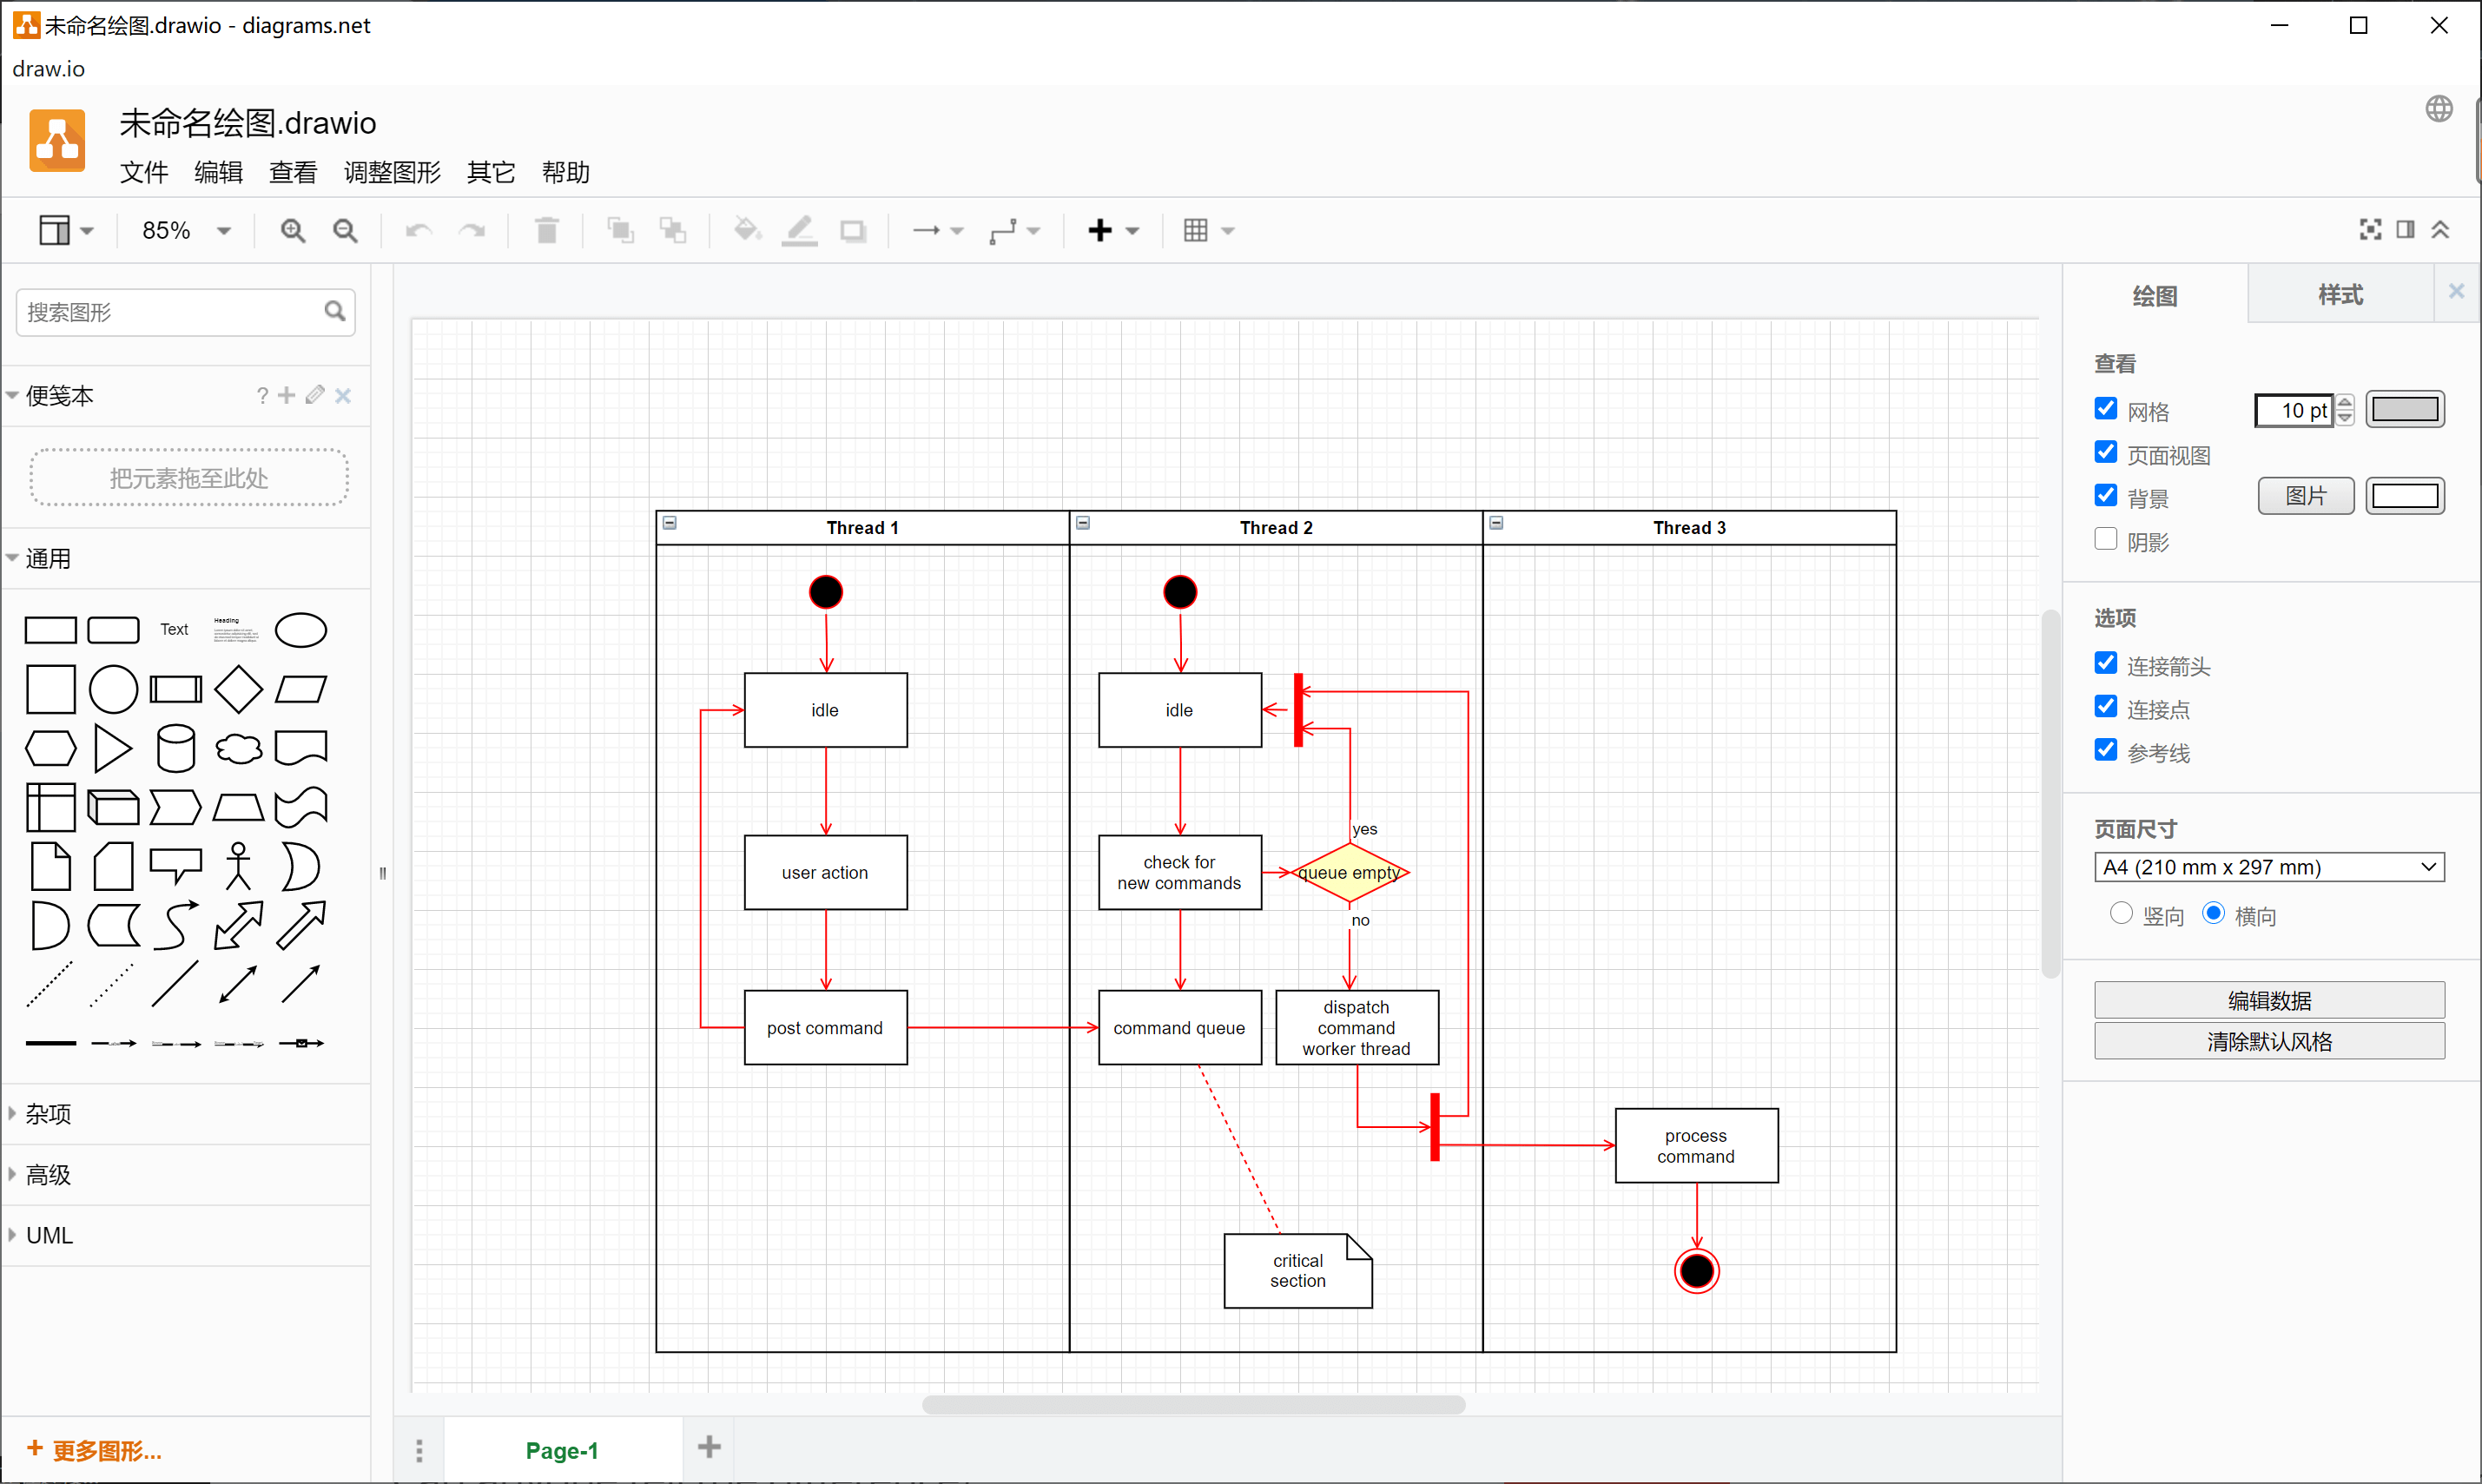 未命名绘图.drawio - diagrams.net
draw.io
未命名绘图.drawio
文件 编辑 查看 调整图形 其它 帮助
85%
搜索图形
便笺本
?
把元素拖至此处
通用
Text
Heading
杂项
高级
UML
+ 更多图形...
Thread 1
Thread 2
Thread 3
idle
idle
user action
check for
new commands
yes
queue empty
no
post command
command queue
dispatch
command
worker thread
process
command
critical
section
Page-1
绘图
样式
查看
网格
10 pt
页面视图
背景
图片
阴影
选项
连接箭头
连接点
参考线
页面尺寸
A4 (210 mm x 297 mm)
竖向 横向
编辑数据
清除默认风格